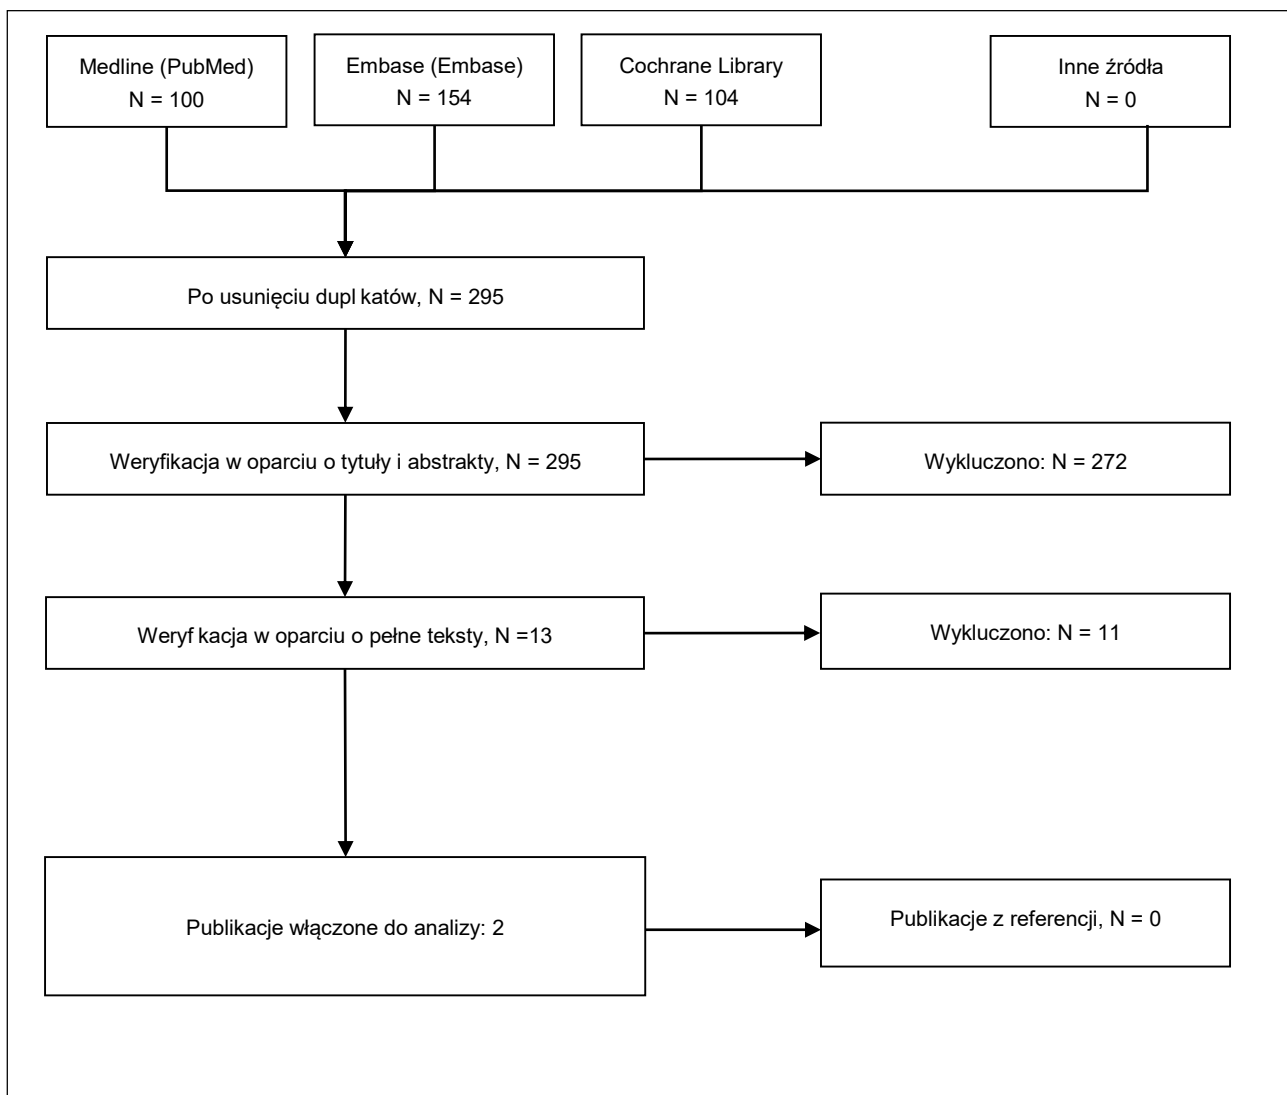 Medline (PubMed)
N = 100
Embase (Embase)
N = 154
Cochrane Library
N = 104
Inne źródła
N = 0
Po usunięciu dupl katów, N = 295
Weryfikacja w oparciu o tytuły i abstrakty, N = 295
Wykluczono: N = 272
Weryf kacja w oparciu o pełne teksty, N =13
Wykluczono: N = 11
Publikacje włączone do analizy: 2
Publikacje z referencji, N = 0